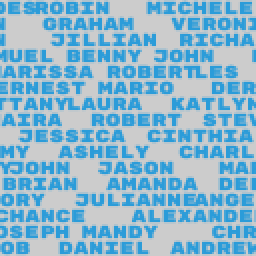 DESROBIN MICHELE
N GRAHAM VERONI
N JILLIAN RICHA
MUEL BENNY JOHN
MARISSA ROBERTLES
ERNEST MARIO DER
TTANYLAURA KATLYN
AIRA ROBERT STEV
JESSICA CINTHIA
MY ASHELY CHARL
YJOHN JASON MAR
BRIAN AMANDA DE
ORY JULIANNEANGE
CHANCE ALEXANDE
OSEPH MANDY CHR
OB DANIEL ANDREW